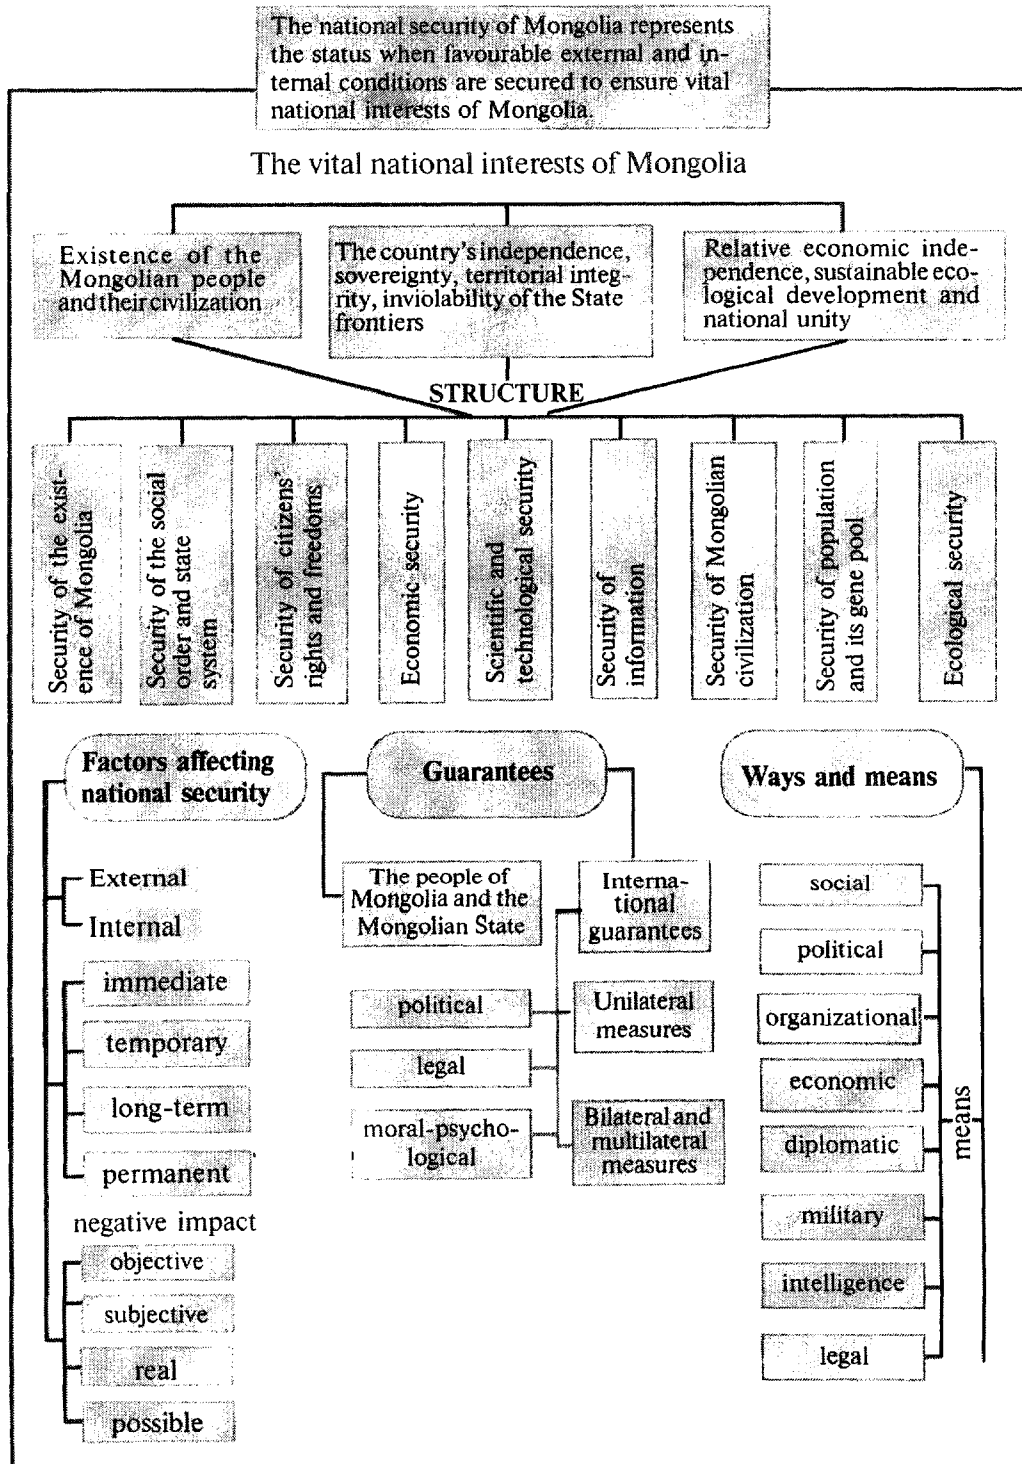 The national security of Mongolia represents
the status when favourable external and in-
ternal conditions are secured to ensure vital
national interests of Mongolia.
The vital national interests of Mongolia
Existence of the
Mongolian people
and their civilization
The country's independence,
sovereignty, territorial integ-
rity, inviolability of the State
frontiers
Relative economic inde-
pendence, sustainable eco-
logical development and
national unity
STRUCTURE
Security of the exist-
ence of Mongolia
Security of the social
order and state
system
Security of citizens'
rights and freedoms
Economic security
Scientific and
technological security
Security of
information
Security of Mongolian
civilization
Security of population
and its gene pool
Ecological security
Factors affecting
national security
External
Internal
immediate
temporary
long-term
permanent
negative impact
objective
subjective
real
possible
Guarantees
The people of
Mongolia and the
Mongolian State
Interna-
tional
guarantees
political
legal
moral-psycho-
logical
Unilateral
measures
Bilateral and
multilateral
measures
Ways and means
social
political
organizational
economic
diplomatic
military
intelligence
legal
means